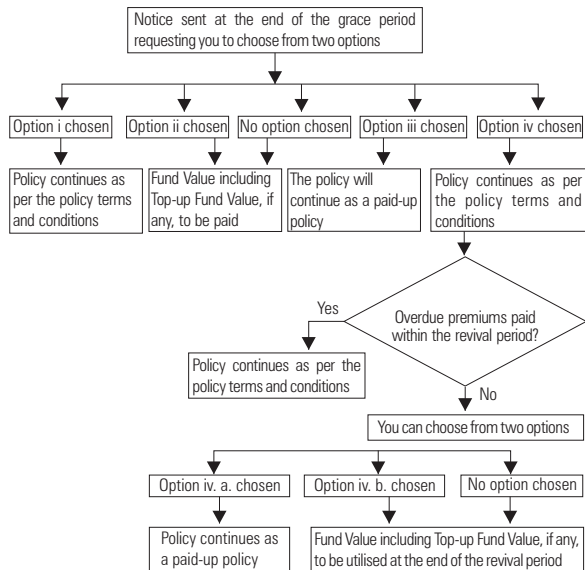 Notice sent at the end of the grace period
requesting you to choose from two options
Option i chosen
Option ii chosen
No option chosen
Option iii chosen
Option iv chosen
Policy continues as
per the policy terms
and conditions
Fund Value including
Top-up Fund Value, if
any, to be paid
The policy will
continue as a paid-up
policy
Policy continues as per
the policy terms and
conditions
Overdue premiums paid
within the revival period?
Yes
Policy continues as per the
policy terms and conditions
No
You can choose from two options
Option iv. a. chosen
Option iv. b. chosen
No option chosen
Policy continues as
a paid-up policy
Fund Value including Top-up Fund Value, if any,
to be utilised at the end of the revival period